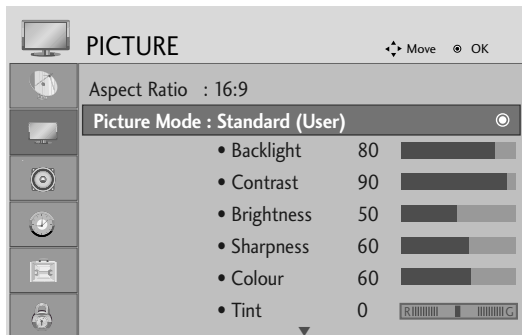 PICTURE
Move OK
Aspect Ratio : 16:9
Picture Mode : Standard (User)
• Backlight 80
• Contrast 90
• Brightness 50
• Sharpness 60
• Colour 60
• Tint 0 R G